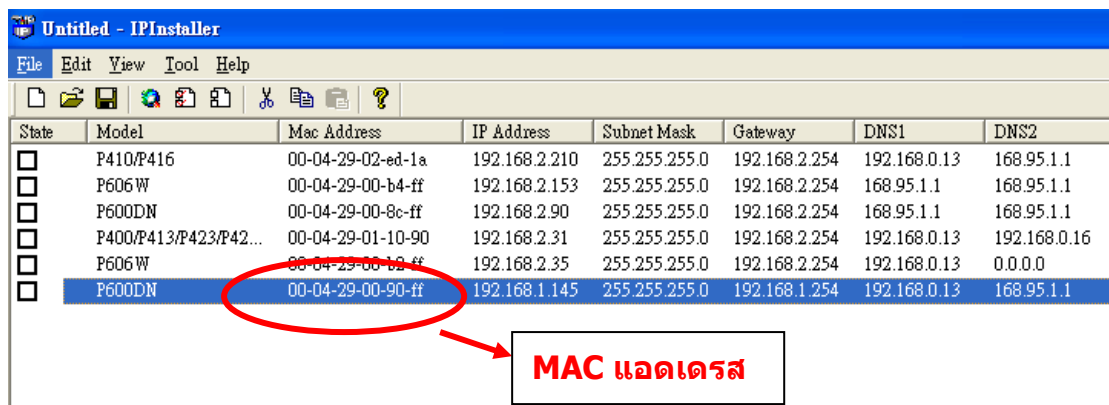 Untitled - IPInstaller
File Edit View Tool Help
State Model Mac Address IP Address Subnet Mask Gateway DNS1 DNS2
P410/P416 00-04-29-02-ed-1a 192.168.2.210 255.255.255.0 192.168.2.254 192.168.0.13 168.95.1.1
P606W 00-04-29-00-b4-ff 192.168.2.153 255.255.255.0 192.168.2.254 168.95.1.1 168.95.1.1
P600DN 00-04-29-00-8c-ff 192.168.2.90 255.255.255.0 192.168.2.254 168.95.1.1 168.95.1.1
P400/P413/P423/P42... 00-04-29-01-10-90 192.168.2.31 255.255.255.0 192.168.2.254 192.168.0.13 192.168.0.16
P606W 00-04-29-00-b2-ff 192.168.2.35 255.255.255.0 192.168.2.254 192.168.0.13 0.0.0.0
P600DN 00-04-29-00-90-ff 192.168.1.145 255.255.255.0 192.168.1.254 192.168.0.13 168.95.1.1
MAC แอดเดรส